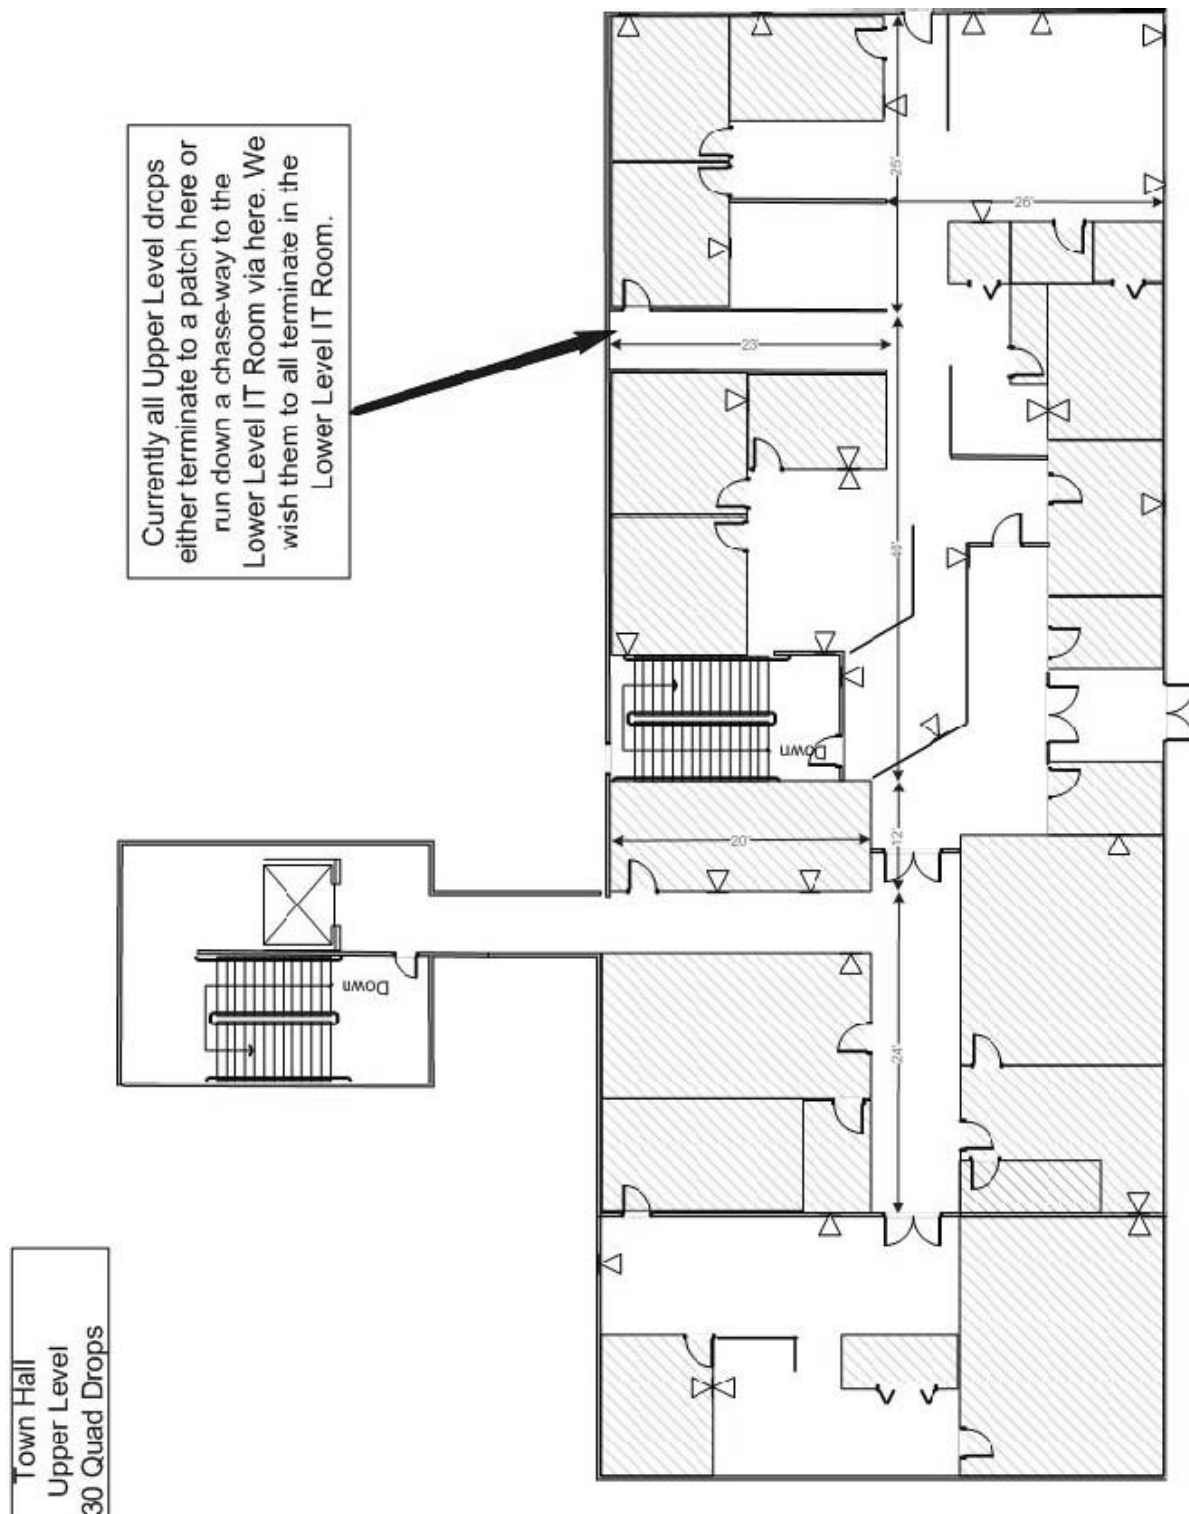 Currently all Upper Level drops
either terminate to a patch here or
run down a chase-way to the
Lower Level IT Room via here. We
wish them to all terminate in the
Lower Level IT Room.
25'
26'
23'
Down
20'
12'
Down
24'
Town Hall
Upper Level
30 Quad Drops